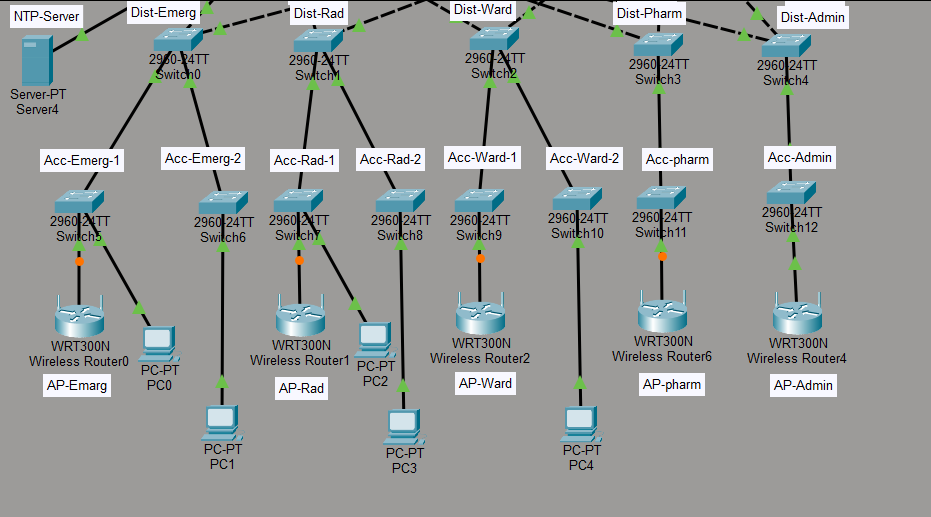 NTP-Server
Dist-Emerg
Dist-Rad
Dist-Ward
Dist-Pharm
Dist-Admin
2960-24TT
Switch0
2960-24TT
Switch1
2960-24TT
Switch2
2960-24TT
Switch3
2960-24TT
Switch4
Server-PT
Server4
Acc-Emerg-1
Acc-Emerg-2
Acc-Rad-1
Acc-Rad-2
Acc-Ward-1
Acc-Ward-2
Acc-pharm
Acc-Admin
2960-24TT
Switch5
2960-24TT
Switch6
2960-24TT
Switch7
2960-24TT
Switch8
2960-24TT
Switch9
2960-24TT
Switch10
2960-24TT
Switch11
2960-24TT
Switch12
WRT300N
Wireless Router0
WRT300N
Wireless Router1
WRT300N
Wireless Router2
WRT300N
Wireless Router6
WRT300N
Wireless Router4
PC-PT
PC0
PC-PT
PC2
AP-Emarg
AP-Rad
AP-Ward
AP-pharm
AP-Admin
PC-PT
PC1
PC-PT
PC3
PC-PT
PC4